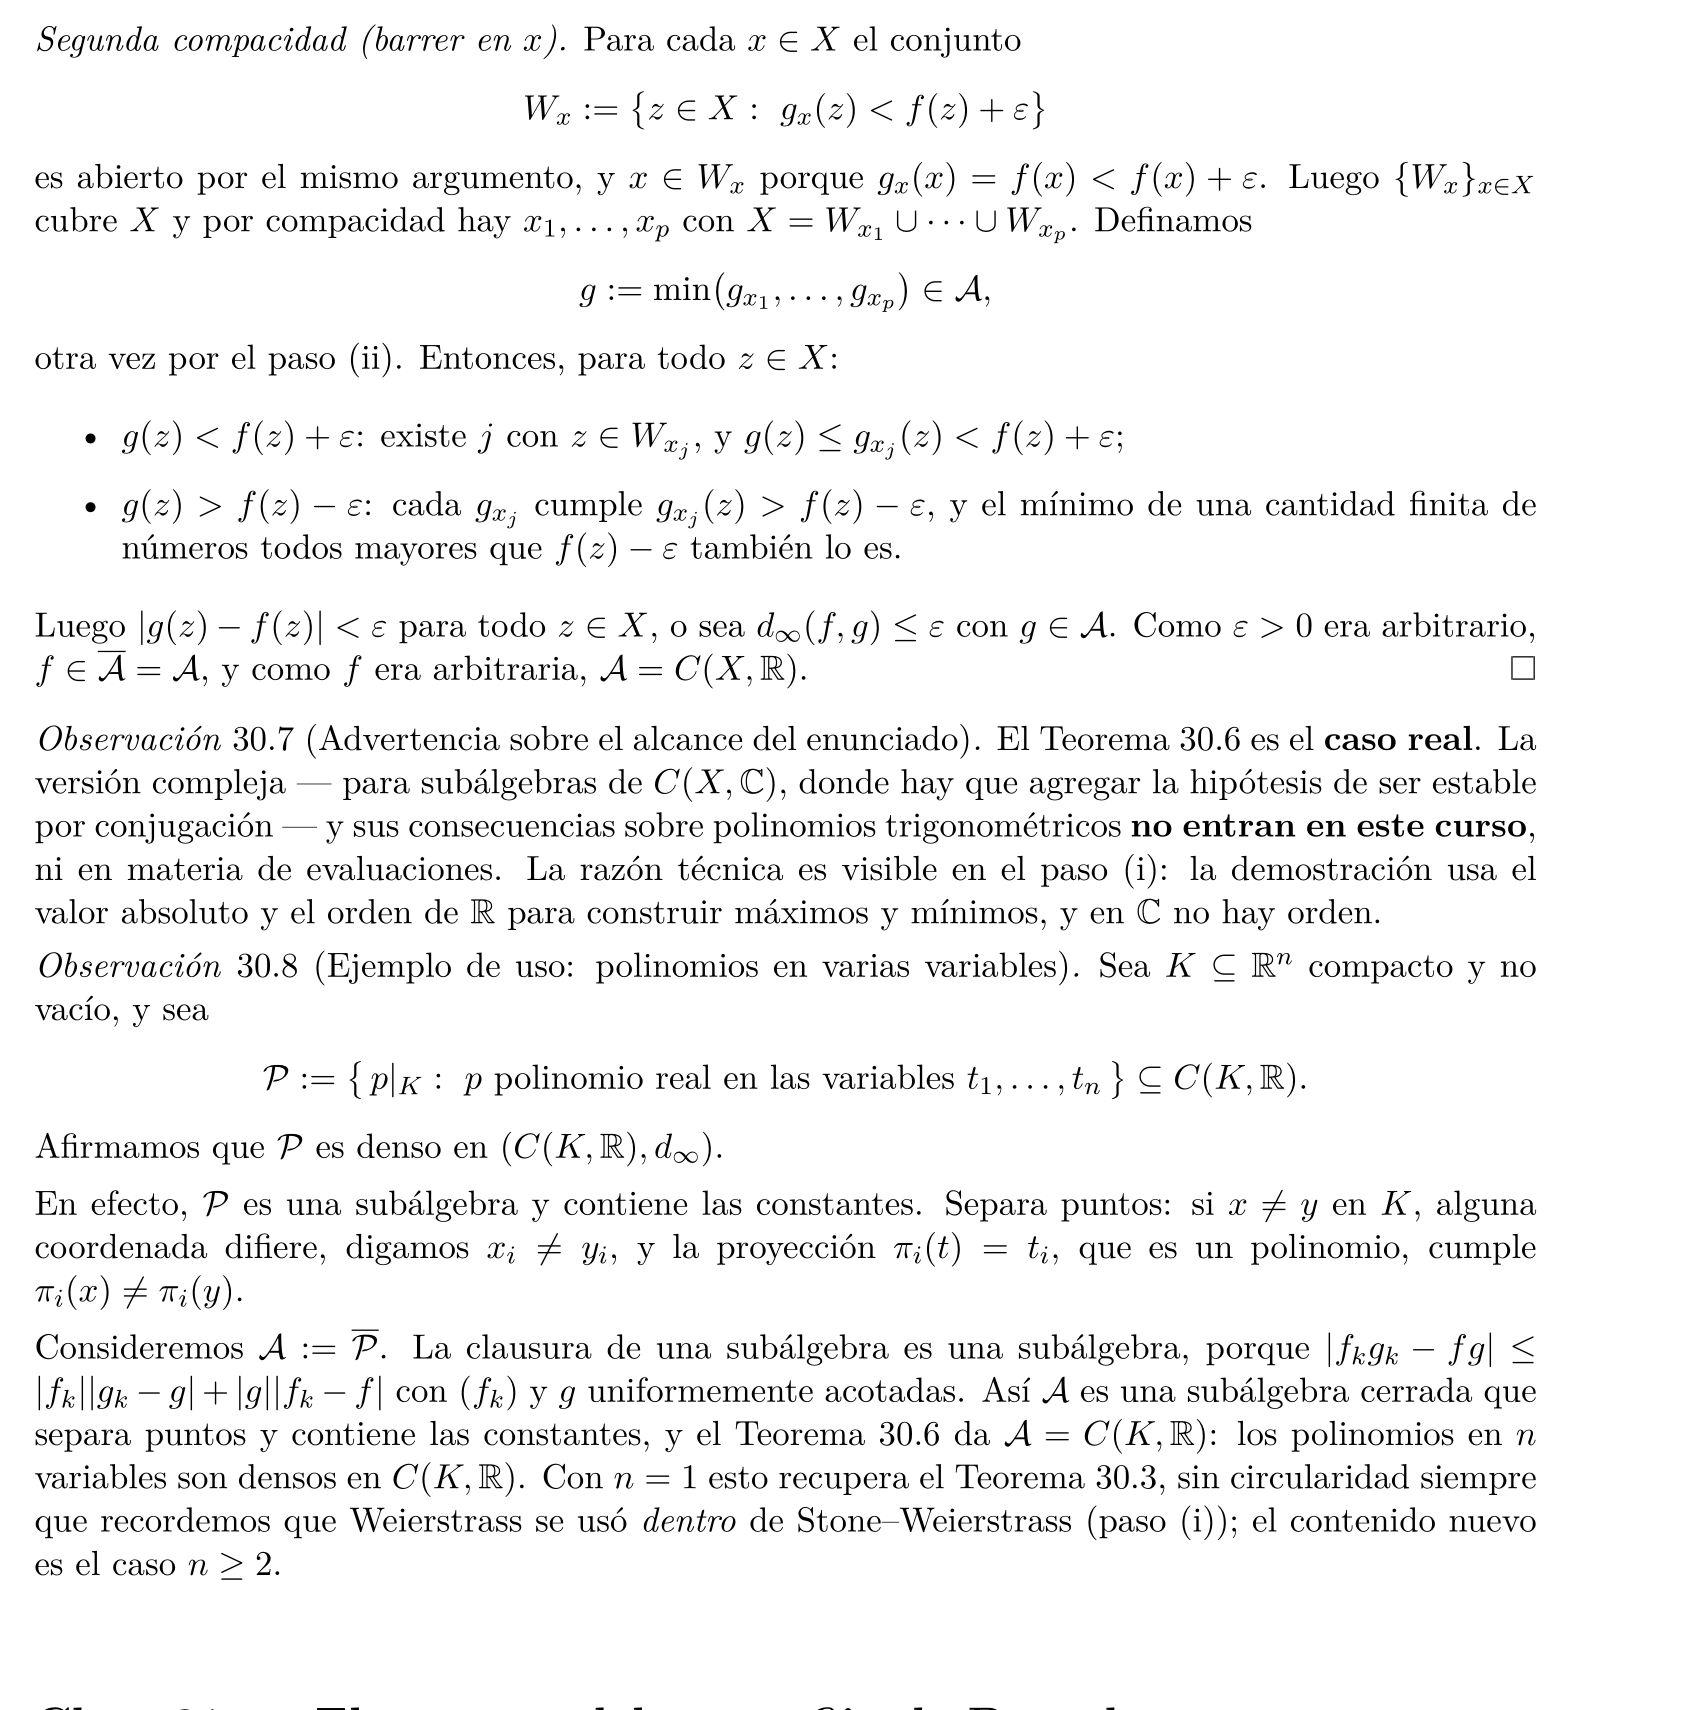 Segunda compacidad (barrer en x). Para cada x ∈ X el conjunto
W_x := {z ∈ X : g_x(z) < f(z) + ε}
es abierto por el mismo argumento, y x ∈ W_x porque g_x(x) = f(x) < f(x) + ε. Luego {W_x}_{x∈X}
cubre X y por compacidad hay x_1, . . . , x_p con X = W_{x_1} ∪ · · · ∪ W_{x_p}. Definamos
g := min(g_{x_1}, . . . , g_{x_p}) ∈ 𝒜,
otra vez por el paso (ii). Entonces, para todo z ∈ X:
• g(z) < f(z) + ε: existe j con z ∈ W_{x_j}, y g(z) ≤ g_{x_j}(z) < f(z) + ε;
• g(z) > f(z) − ε: cada g_{x_j} cumple g_{x_j}(z) > f(z) − ε, y el mínimo de una cantidad finita de
números todos mayores que f(z) − ε también lo es.
Luego |g(z) − f(z)| < ε para todo z ∈ X, o sea d_∞(f, g) ≤ ε con g ∈ 𝒜. Como ε > 0 era arbitrario,
f ∈ \overline{𝒜} = 𝒜, y como f era arbitraria, 𝒜 = C(X, ℝ). □
Observación 30.7 (Advertencia sobre el alcance del enunciado). El Teorema 30.6 es el caso real. La
versión compleja — para subálgebras de C(X, ℂ), donde hay que agregar la hipótesis de ser estable
por conjugación — y sus consecuencias sobre polinomios trigonométricos no entran en este curso,
ni en materia de evaluaciones. La razón técnica es visible en el paso (i): la demostración usa el
valor absoluto y el orden de ℝ para construir máximos y mínimos, y en ℂ no hay orden.
Observación 30.8 (Ejemplo de uso: polinomios en varias variables). Sea K ⊆ ℝ^n compacto y no
vacío, y sea
𝒫 := { p|_K : p polinomio real en las variables t_1, . . . , t_n } ⊆ C(K, ℝ).
Afirmamos que 𝒫 es denso en (C(K, ℝ), d_∞).
En efecto, 𝒫 es una subálgebra y contiene las constantes. Separa puntos: si x ≠ y en K, alguna
coordenada difiere, digamos x_i ≠ y_i, y la proyección π_i(t) = t_i, que es un polinomio, cumple
π_i(x) ≠ π_i(y).
Consideremos 𝒜 := \overline{𝒫}. La clausura de una subálgebra es una subálgebra, porque |f_k g_k − fg| ≤
|f_k||g_k − g| + |g||f_k − f| con (f_k) y g uniformemente acotadas. Así 𝒜 es una subálgebra cerrada que
separa puntos y contiene las constantes, y el Teorema 30.6 da 𝒜 = C(K, ℝ): los polinomios en n
variables son densos en C(K, ℝ). Con n = 1 esto recupera el Teorema 30.3, sin circularidad siempre
que recordemos que Weierstrass se usó dentro de Stone–Weierstrass (paso (i)); el contenido nuevo
es el caso n ≥ 2.